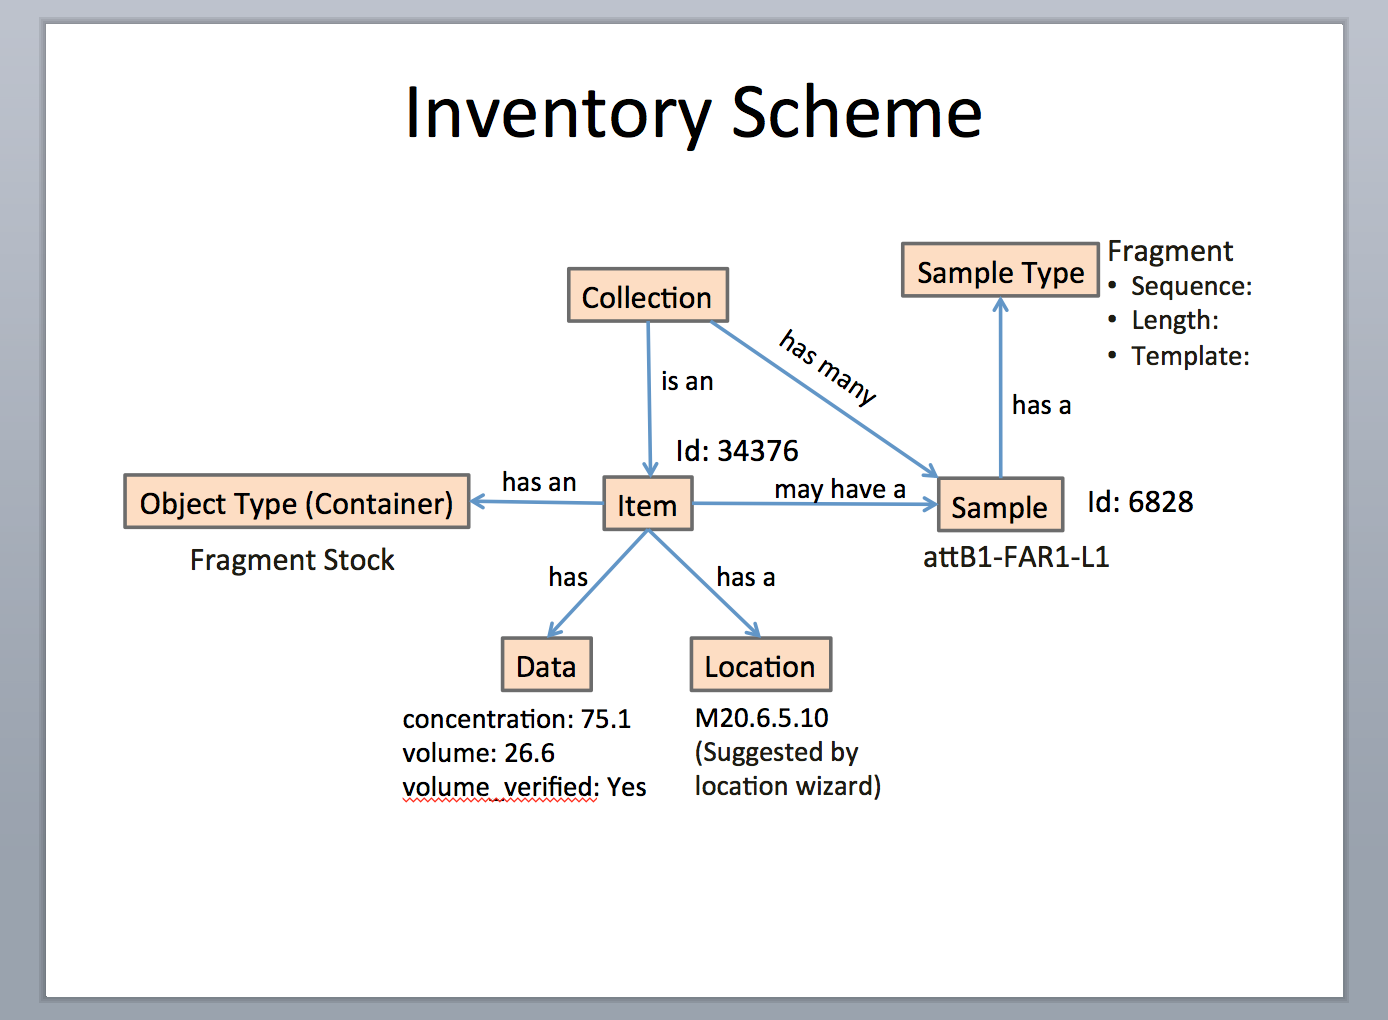 Inventory Scheme
Collection
Sample Type
Fragment
• Sequence:
• Length:
• Template:
has many
is an
has a
Id: 34376
Object Type (Container)
has an
Item
may have a
Sample
Id: 6828
Fragment Stock
attB1-FAR1-L1
has
has a
Data
Location
concentration: 75.1
volume: 26.6
volume_verified: Yes
M20.6.5.10
(Suggested by
location wizard)